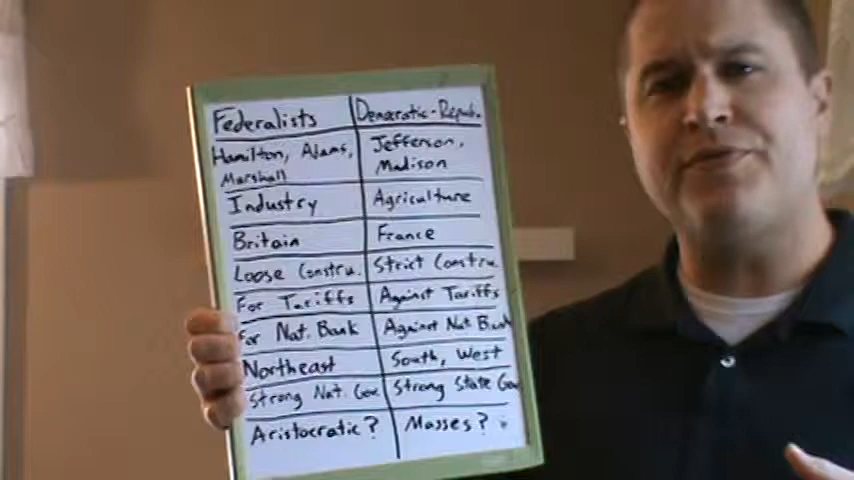 Federalists Democratic-Repub.
Hamilton, Adams, Jefferson,
Marshall Madison
Industry Agriculture
Britain France
Loose Constru. Strict Constru.
For Tariffs Against Tariffs
For Nat. Bank Against Nat Bank
Northeast South, West
Strong Nat. Gov. Strong State Gov
Aristocratic? Masses?